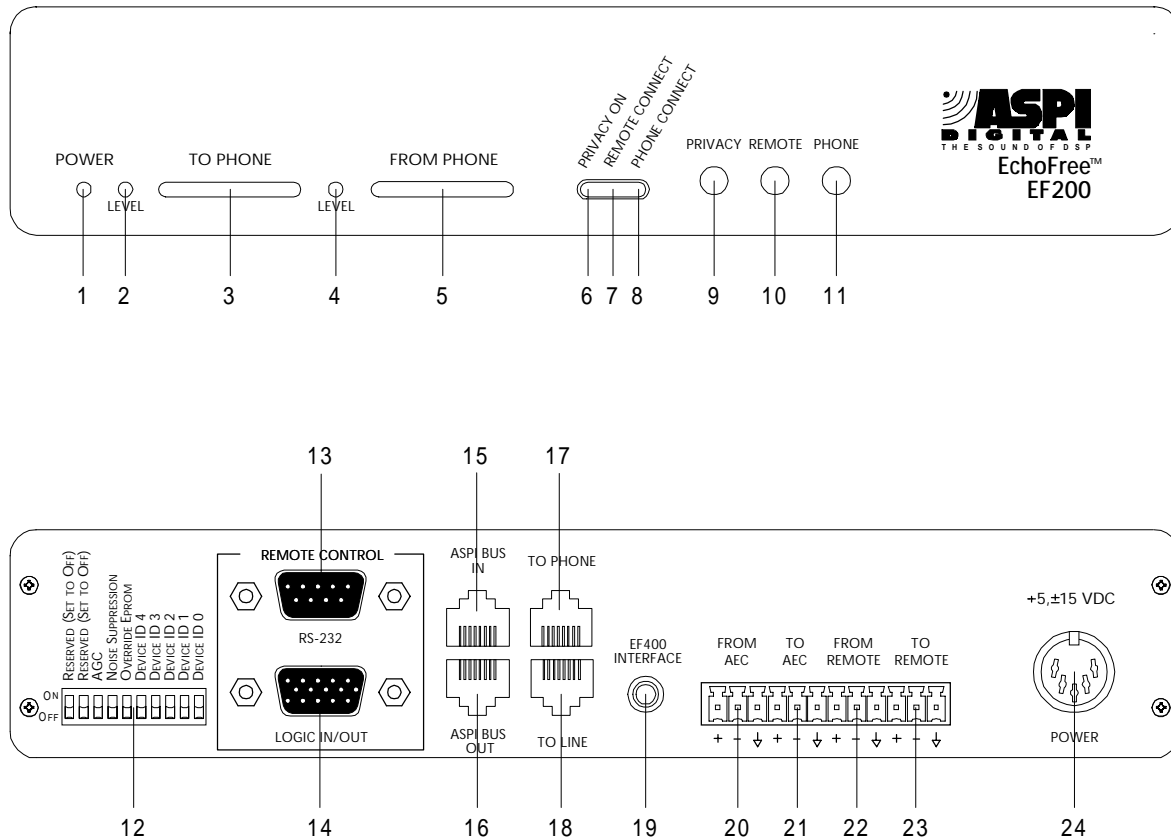 PRIVACY ON
REMOTE CONNECT
PHONE CONNECT
ASPI
DIGITAL
THE SOUND OF DSP
EchoFree™
EF200
POWER
LEVEL
TO PHONE
LEVEL
FROM PHONE
PRIVACY
REMOTE
PHONE
1
2
3
4
5
6
7
8
9
10
11
13
15
17
RESERVED (SET TO OFF)
RESERVED (SET TO OFF)
AGC
NOISE SUPPRESSION
OVERRIDE EPROM
DEVICE ID 4
DEVICE ID 3
DEVICE ID 2
DEVICE ID 1
DEVICE ID 0
ON
OFF
REMOTE CONTROL
RS-232
LOGIC IN/OUT
ASPI BUS
IN
TO PHONE
ASPI BUS
OUT
TO LINE
EF400
INTERFACE
FROM
AEC
TO
AEC
FROM
REMOTE
TO
REMOTE
+ - + - + - + -
+5,±15 VDC
POWER
12
14
16
18
19
20
21
22
23
24